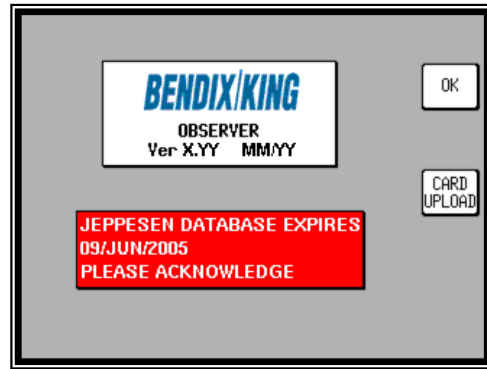 BENDIX/KING
OBSERVER
Ver X.YY MM/YY
OK
CARD
UPLOAD
JEPPESEN DATABASE EXPIRES
09/JUN/2005
PLEASE ACKNOWLEDGE